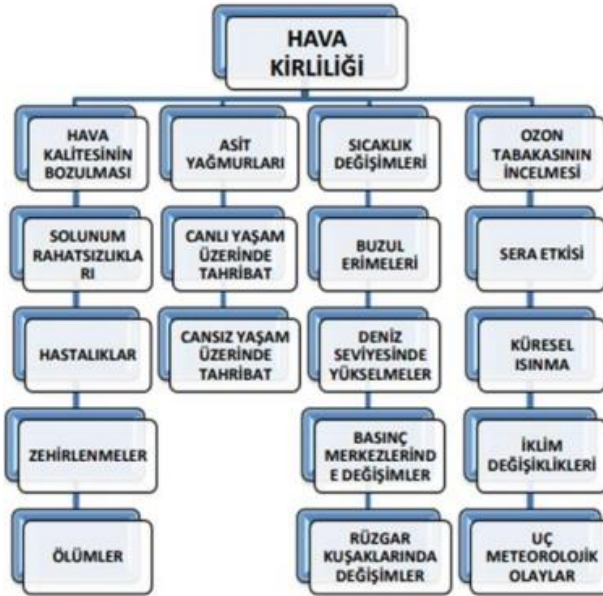 HAVA
KİRLİLİĞİ
HAVA
KALİTESİNİN
BOZULMASI
SOLUNUM
RAHATSIZLIKLA
RI
HASTALIKLAR
ZEHİRLENMELER
ÖLÜMLER
ASİT
YAĞMURLARI
CANLI YAŞAM
ÜZERİNDE
TAHRİBAT
CANSIZ YAŞAM
ÜZERİNDE
TAHRİBAT
SICAKLIK
DEĞİŞİMLERİ
BUZUL
ERİMELERİ
DENİZ
SEVİYESİNDE
YÜKSELMELER
BASINÇ
MERKEZLERİND
E DEĞİŞİMLER
RÜZGAR
KUŞAKLARINDA
DEĞİŞİMLER
OZON
TABAKASININ
İNCELMESİ
SERA ETKİSİ
KÜRESEL
ISINMA
İKLİM
DEĞİŞİKLİKLERİ
UÇ
METEOROLOJİK
OLAYLAR